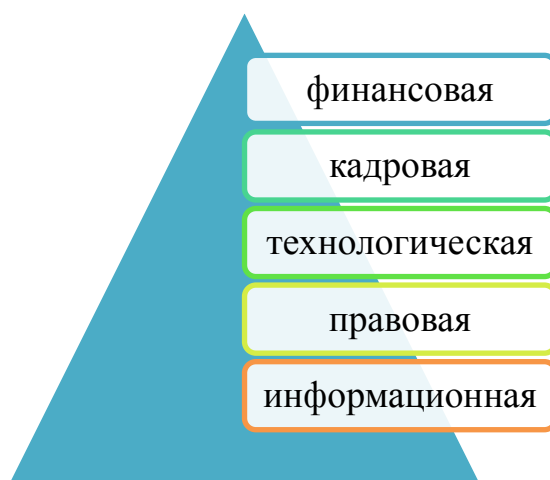 финансовая
кадровая
технологическая
правовая
информационная